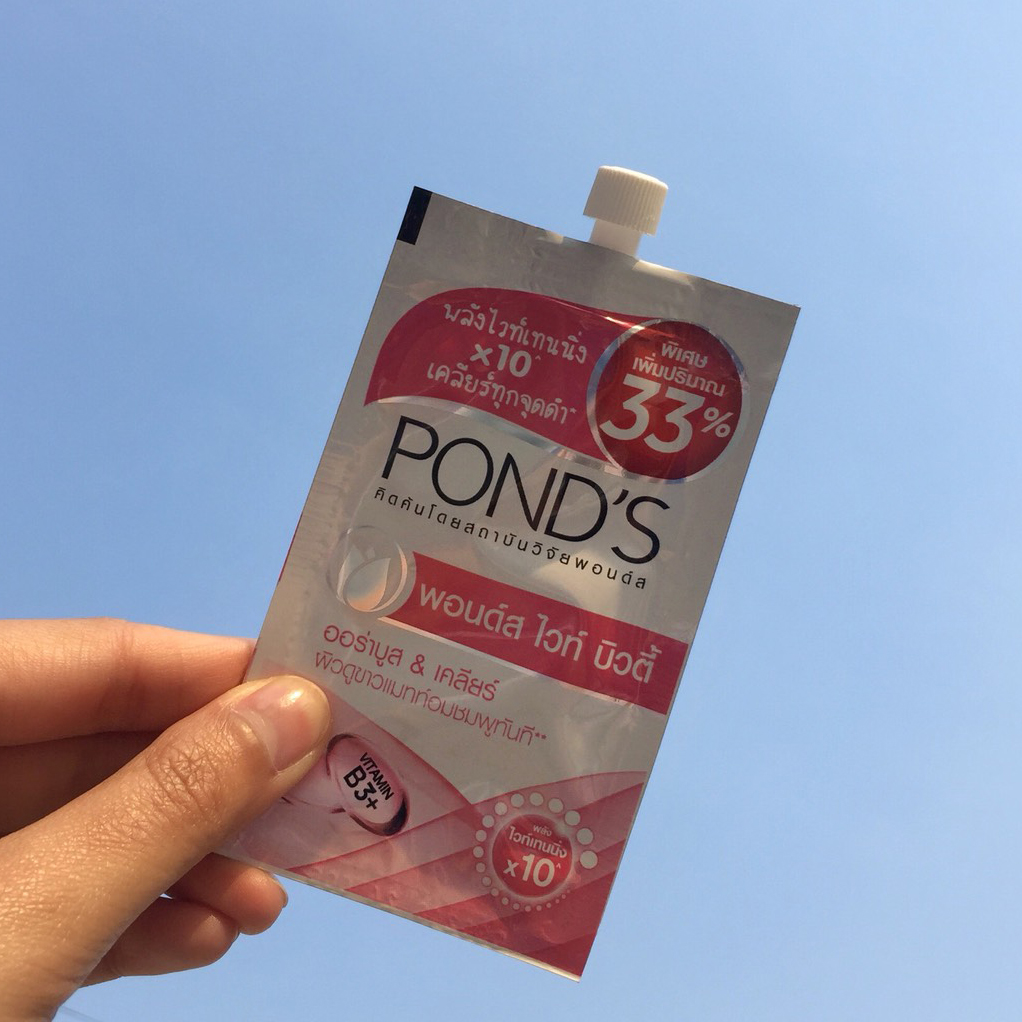 พลังไวท์เทนนิ่ง
x10^
เคลียร์ทุกจุดด่ำ*
พิเศษ
เพิ่มปริมาณ
33%
POND'S
คิดค้นโดยสถาบันวิจัยพอนด์ส
พอนด์ส ไวท์ บิวตี้
ออร่าบูส & เคลียร์
ผิวดูขาวแมทท์อมชมพูทันที**
VITAMIN
B3+
พลัง
ไวท์เทนนิ่ง
x10^